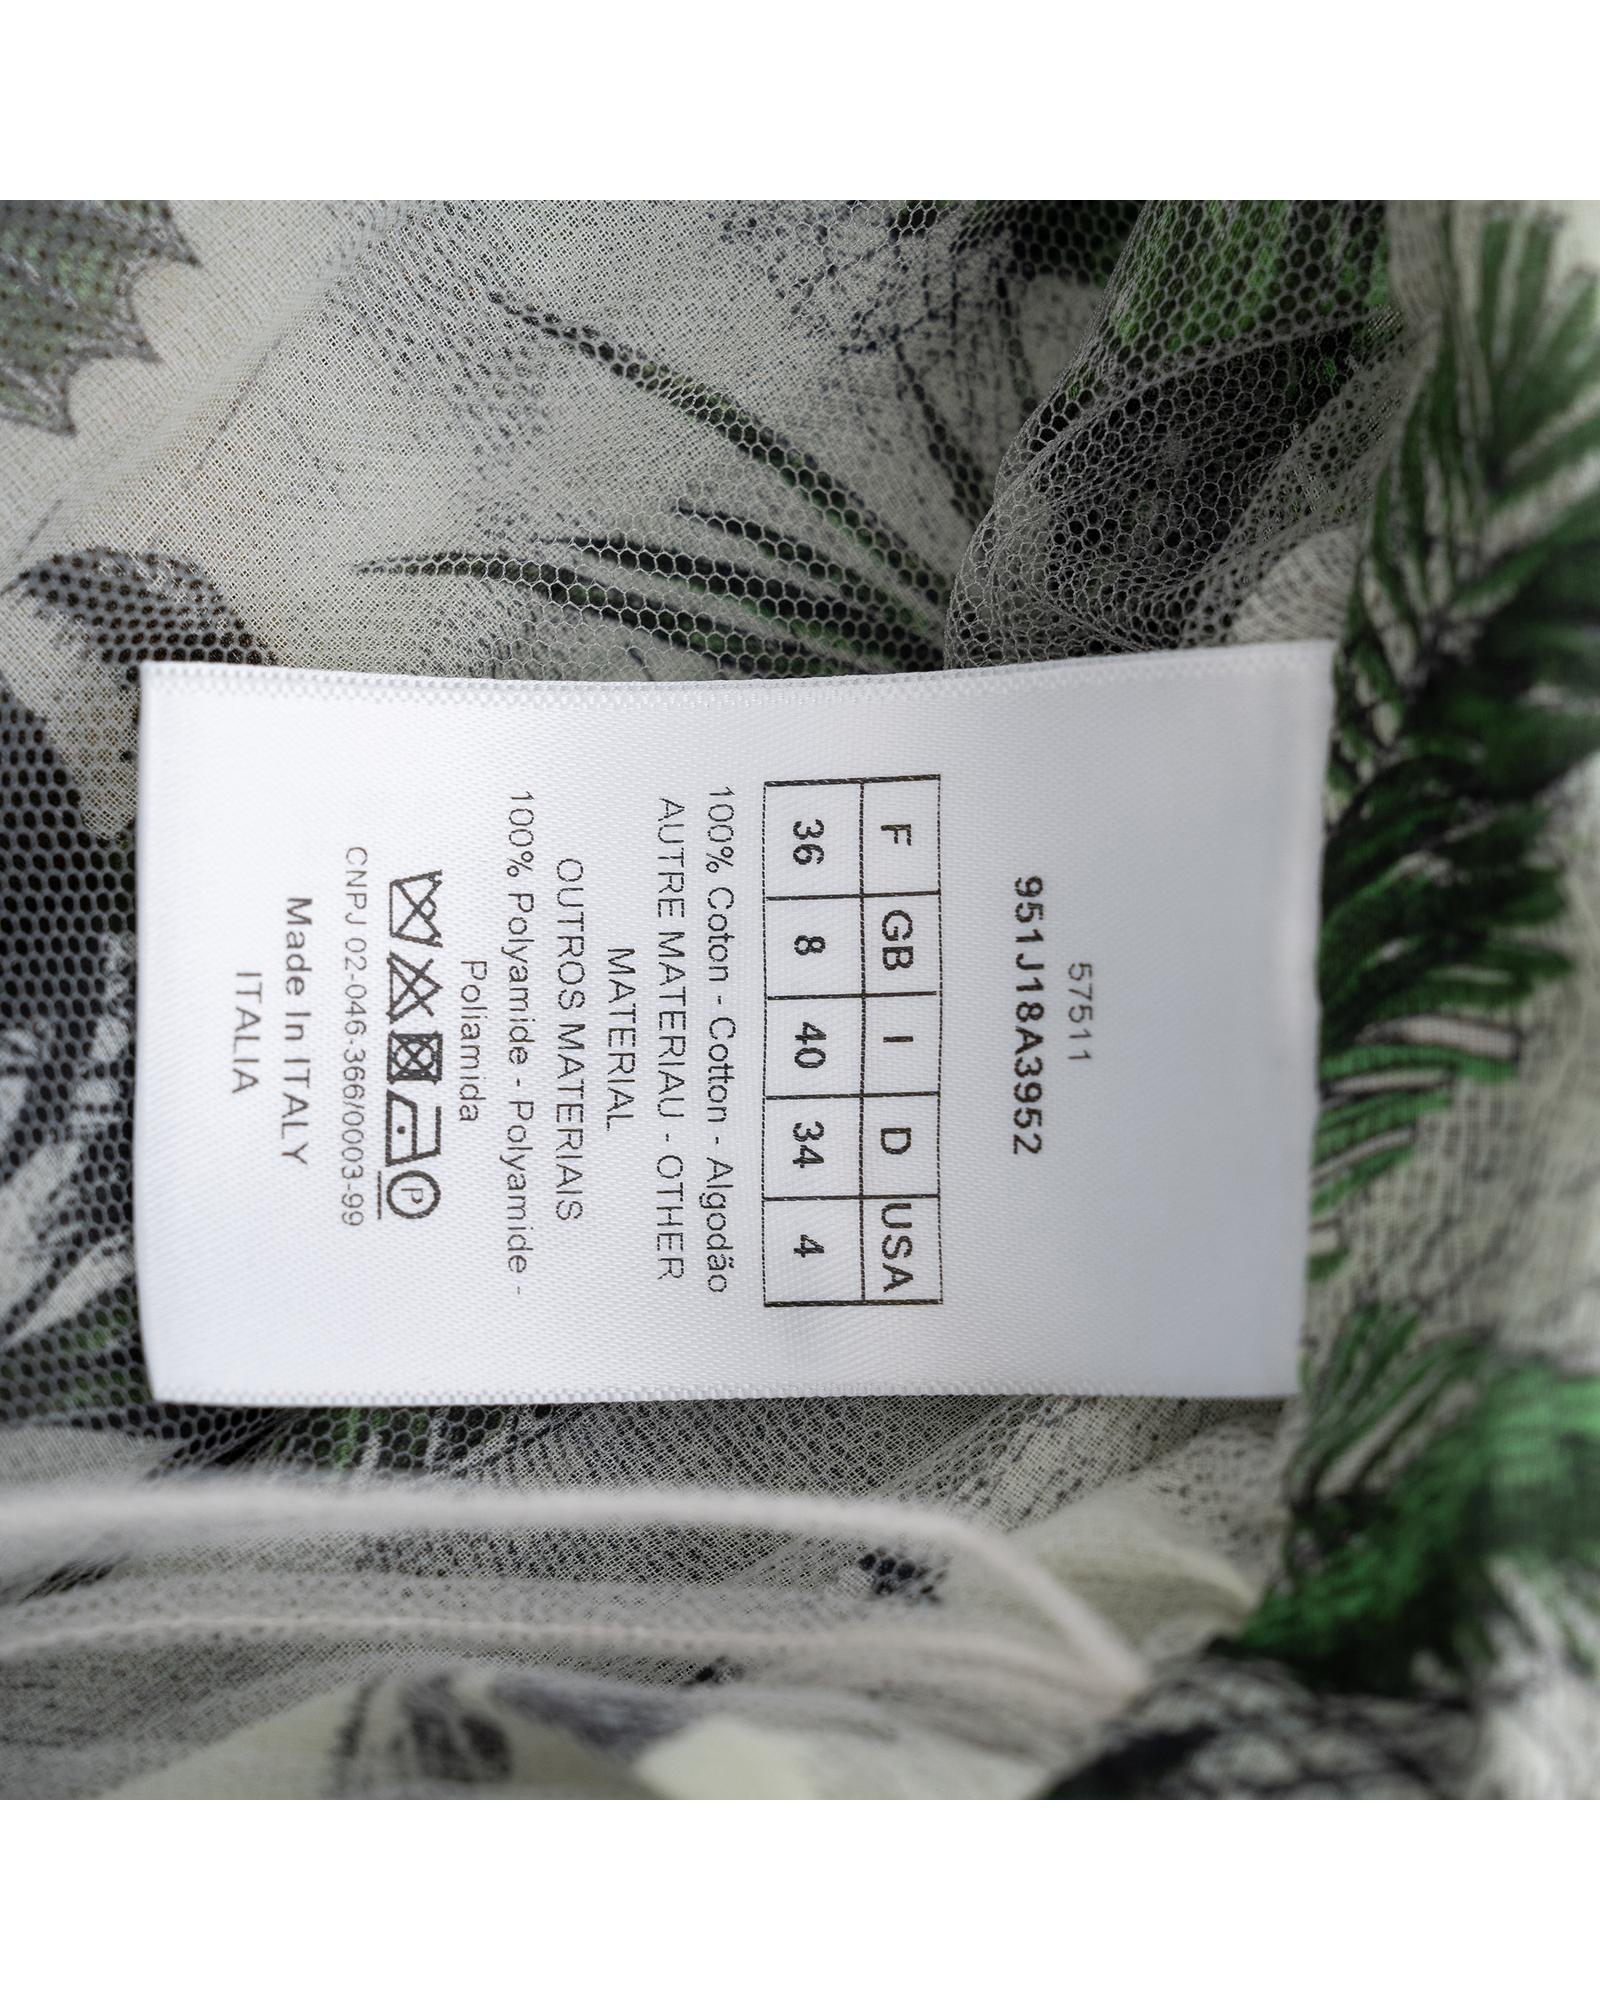 57511
951J18A3952
F GB I D USA
36 8 40 34 4
100% Coton - Cotton - Algodão
AUTRE MATERIAU - OTHER
MATERIAL
OUTROS MATERIAIS
100% Polyamide - Polyamide -
Poliamida
P
CNPJ 02-046-366/0003-99
Made In ITALY
ITALIA